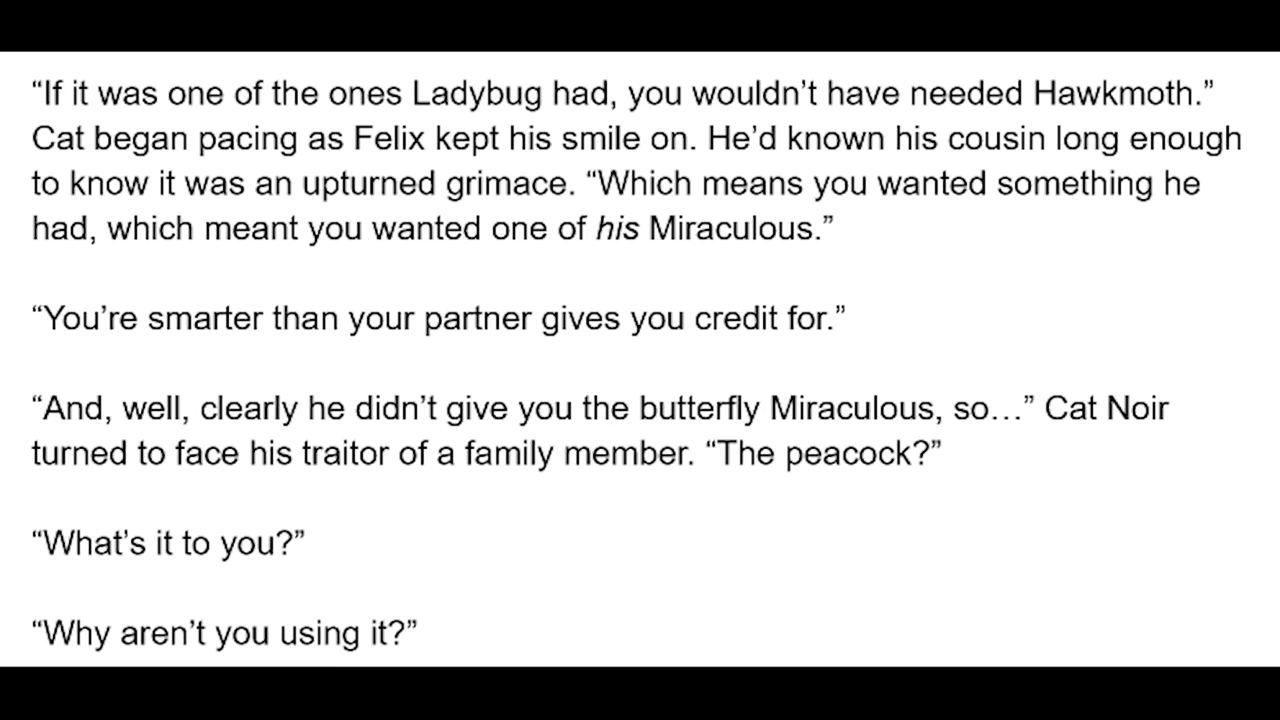 “If it was one of the ones Ladybug had, you wouldn’t have needed Hawkmoth.”
Cat began pacing as Felix kept his smile on. He’d known his cousin long enough
to know it was an upturned grimace. “Which means you wanted something he
had, which meant you wanted one of his Miraculous.”
“You’re smarter than your partner gives you credit for.”
“And, well, clearly he didn’t give you the butterfly Miraculous, so…” Cat Noir
turned to face his traitor of a family member. “The peacock?”
“What’s it to you?”
“Why aren’t you using it?”